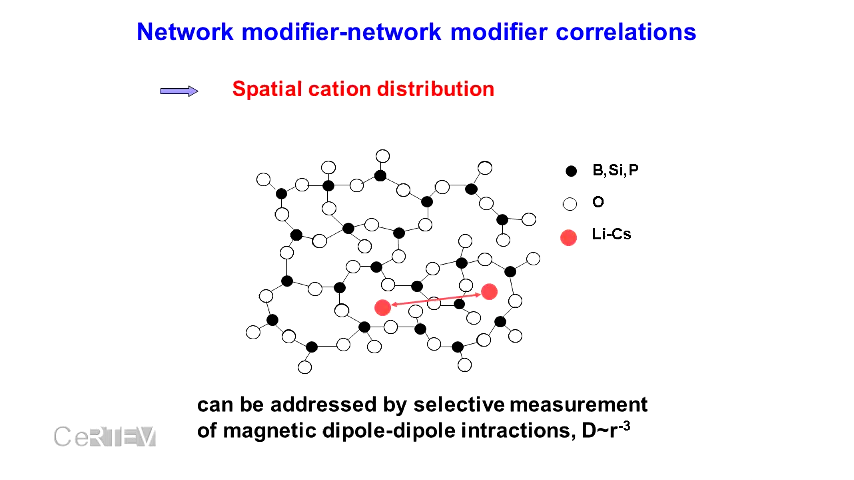 Network modifier-network modifier correlations
Spatial cation distribution
B,Si,P
O
Li-Cs
can be addressed by selective measurement
of magnetic dipole-dipole intractions, D~r-3
CeRTEV